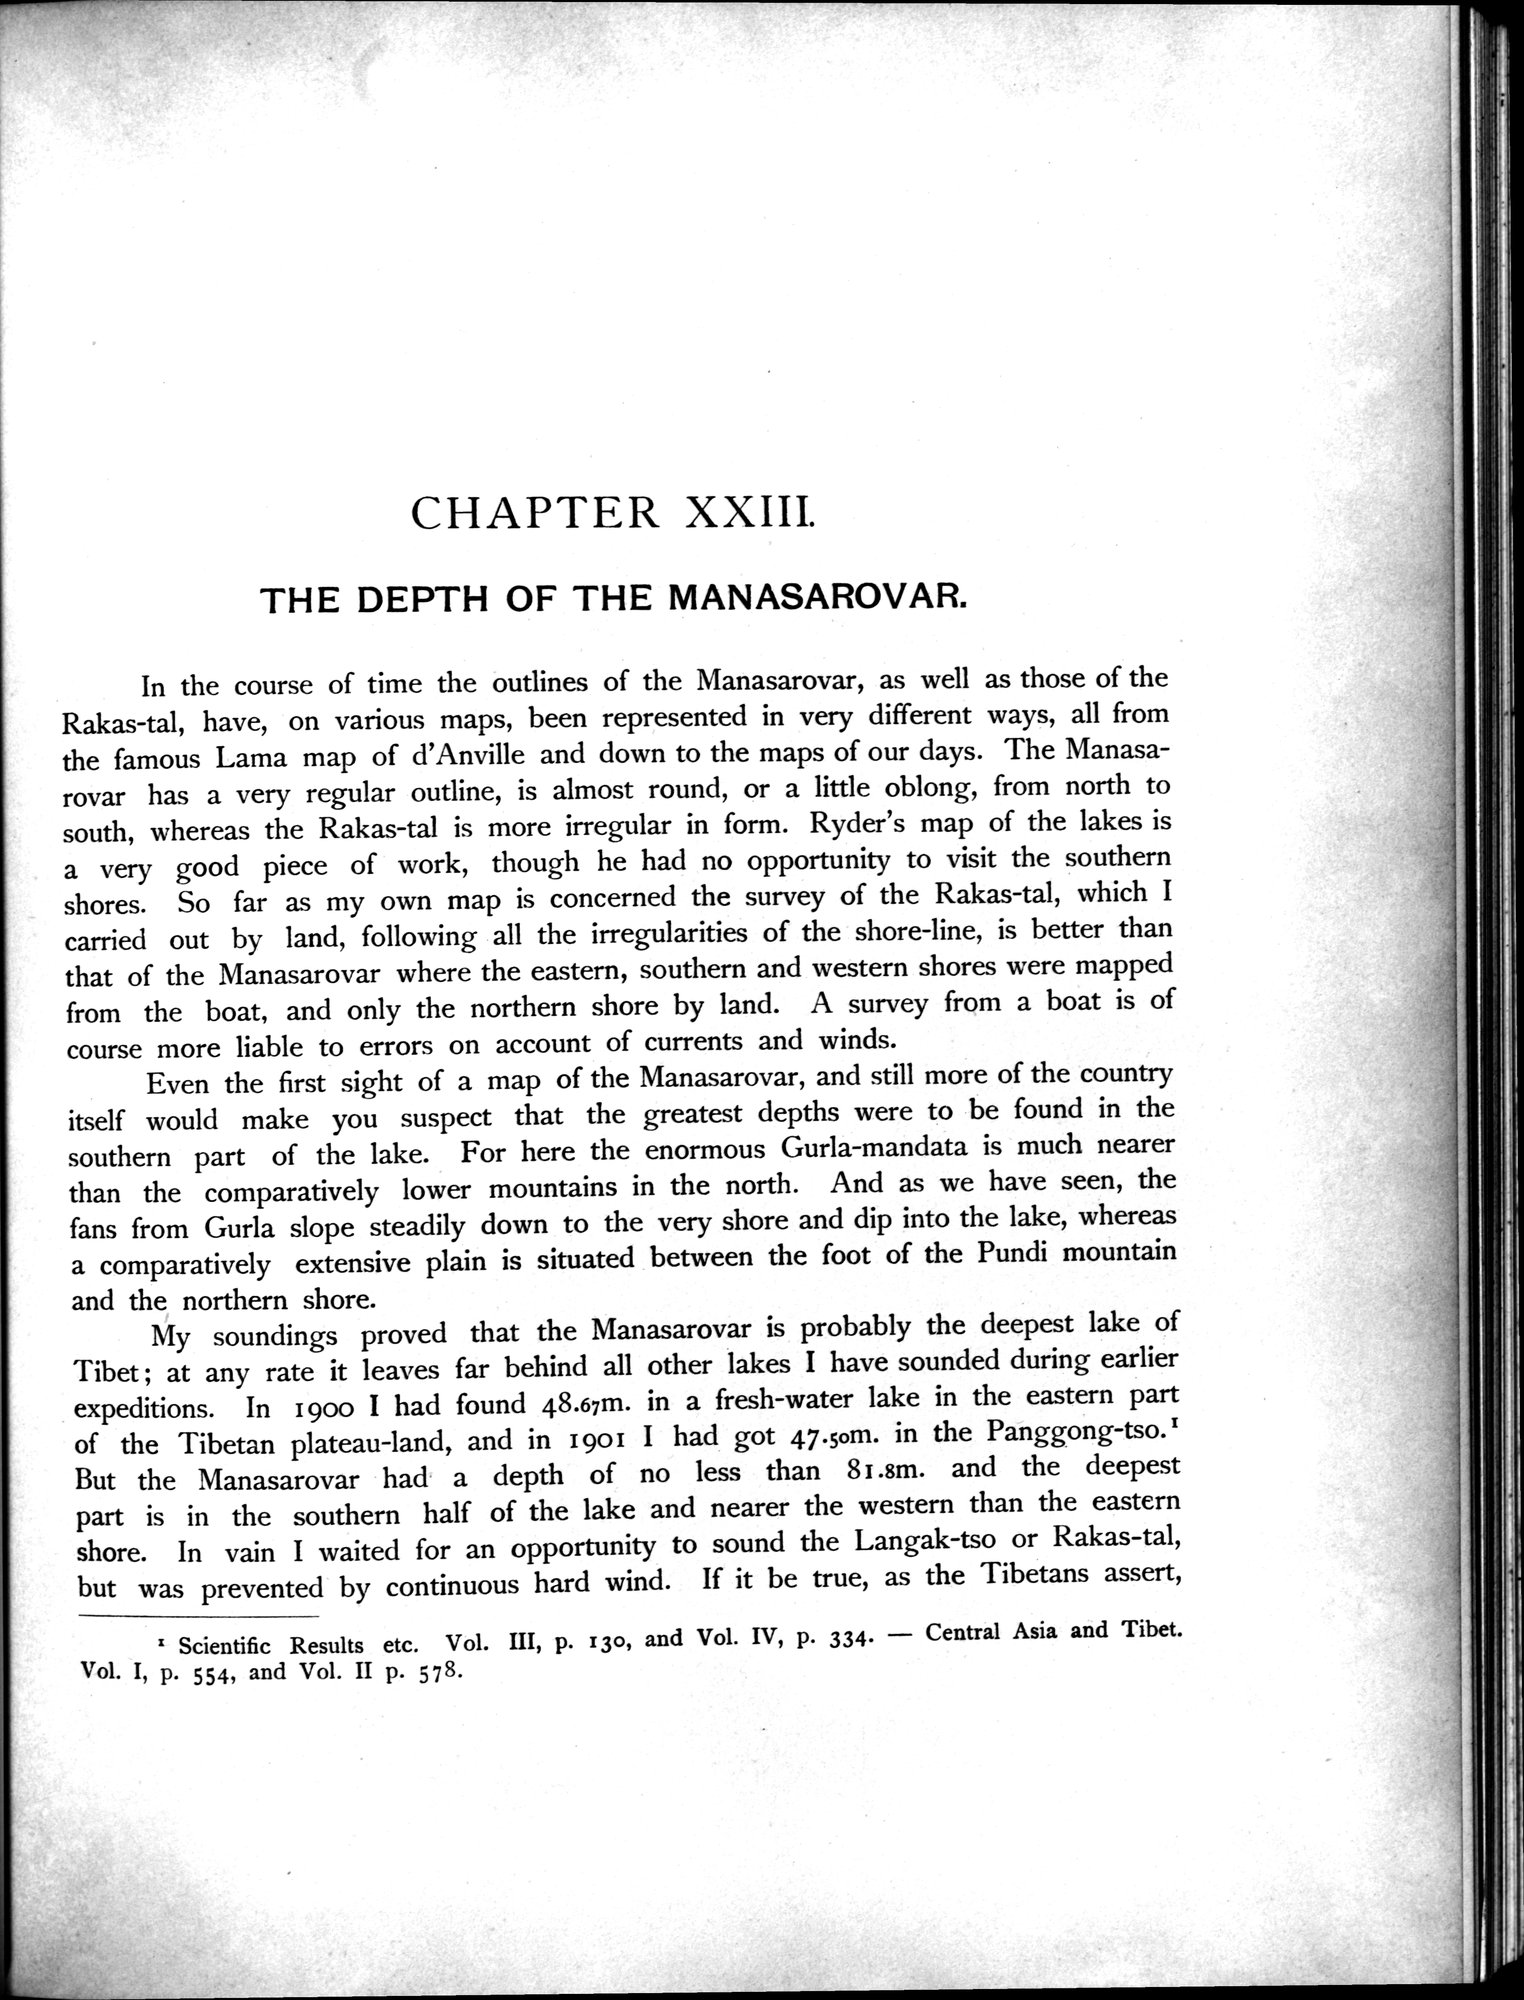 CHAPTER XXIII.
THE DEPTH OF THE MANASAROVAR.
In the course of time the outlines of the Manasarovar, as well as those of the
Rakas-tal, have, on various maps, been represented in very different ways, all from
the famous Lama map of d'Anville and down to the maps of our days. The Manasa-
rovar has a very regular outline, is almost round, or a little oblong, from north to
south, whereas the Rakas-tal is more irregular in form. Ryder's map of the lakes is
a very good piece of work, though he had no opportunity to visit the southern
shores. So far as my own map is concerned the survey of the Rakas-tal, which I
carried out by land, following all the irregularities of the shore-line, is better than
that of the Manasarovar where the eastern, southern and western shores were mapped
from the boat, and only the northern shore by land. A survey from a boat is of
course more liable to errors on account of currents and winds.
Even the first sight of a map of the Manasarovar, and still more of the country
itself would make you suspect that the greatest depths were to be found in the
southern part of the lake. For here the enormous Gurla-mandata is much nearer
than the comparatively lower mountains in the north. And as we have seen, the
fans from Gurla slope steadily down to the very shore and dip into the lake, whereas
a comparatively extensive plain is situated between the foot of the Pundi mountain
and the northern shore.
My soundings proved that the Manasarovar is probably the deepest lake of
Tibet; at any rate it leaves far behind all other lakes I have sounded during earlier
expeditions. In 1900 I had found 48.67m. in a fresh-water lake in the eastern part
of the Tibetan plateau-land, and in 1901 I had got 47.50m. in the Panggong-tso.¹
But the Manasarovar had a depth of no less than 81.8m. and the deepest
part is in the southern half of the lake and nearer the western than the eastern
shore. In vain I waited for an opportunity to sound the Langak-tso or Rakas-tal,
but was prevented by continuous hard wind. If it be true, as the Tibetans assert,
¹ Scientific Results etc. Vol. III, p. 130, and Vol. IV, p. 334. — Central Asia and Tibet.
Vol. I, p. 554, and Vol. II p. 578.